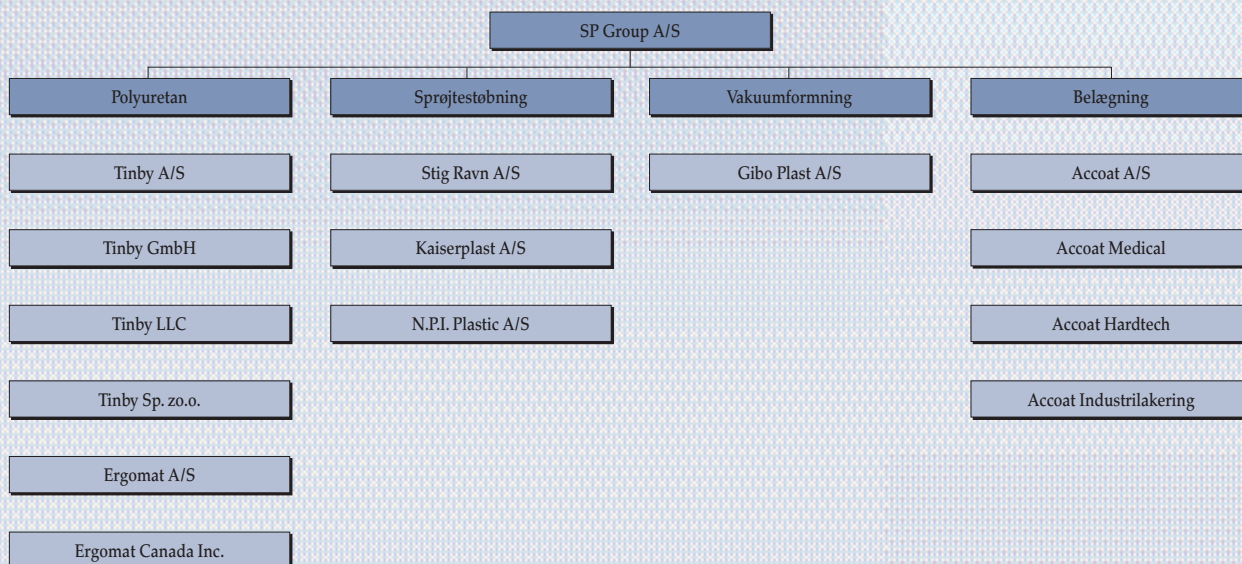 SP Group A/S
Polyuretan
Sprøjtestøbning
Vakuumformning
Belægning
Tinby A/S
Stig Ravn A/S
Gibo Plast A/S
Accoat A/S
Tinby GmbH
Kaiserplast A/S
Accoat Medical
Tinby LLC
N.P.I. Plastic A/S
Accoat Hardtech
Tinby Sp. zo.o.
Accoat Industrilakering
Ergomat A/S
Ergomat Canada Inc.